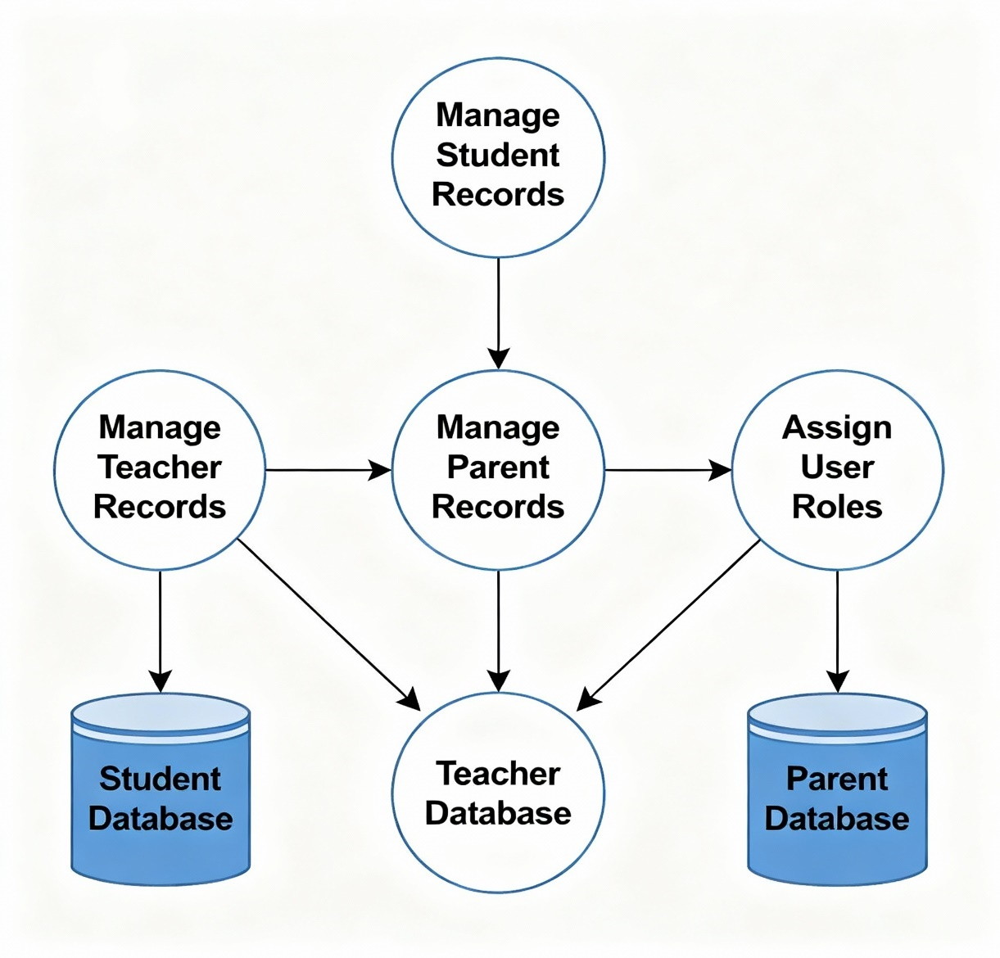 Manage
Student
Records
Manage
Teacher
Records
Manage
Parent
Records
Assign
User
Roles
Student
Database
Teacher
Database
Parent
Database